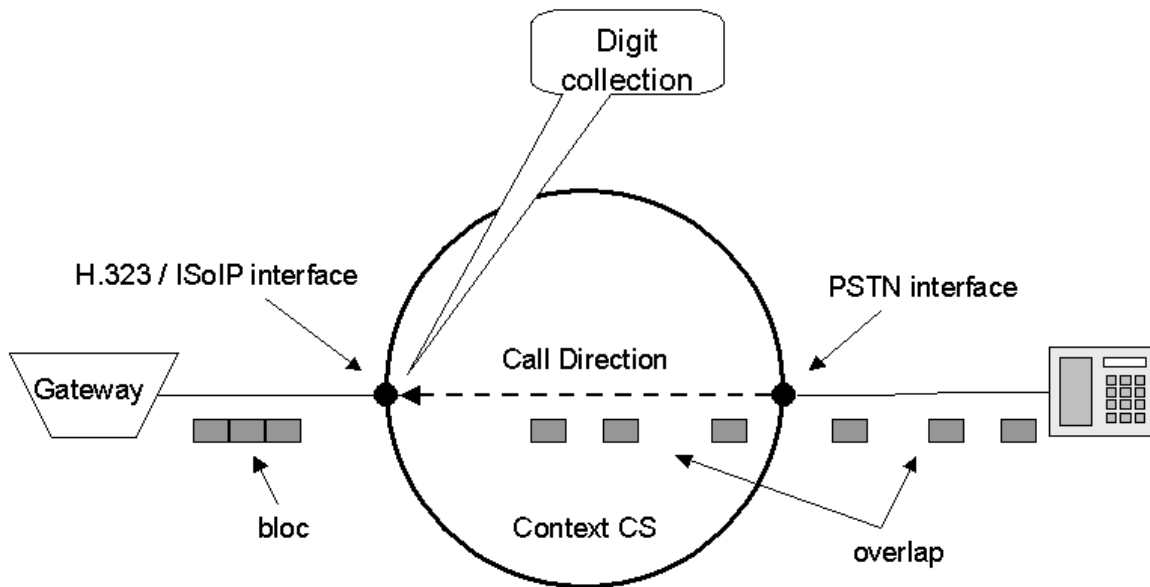 Digit
collection
H.323 / ISoIP interface
PSTN interface
Call Direction
Gateway
bloc
Context CS
overlap